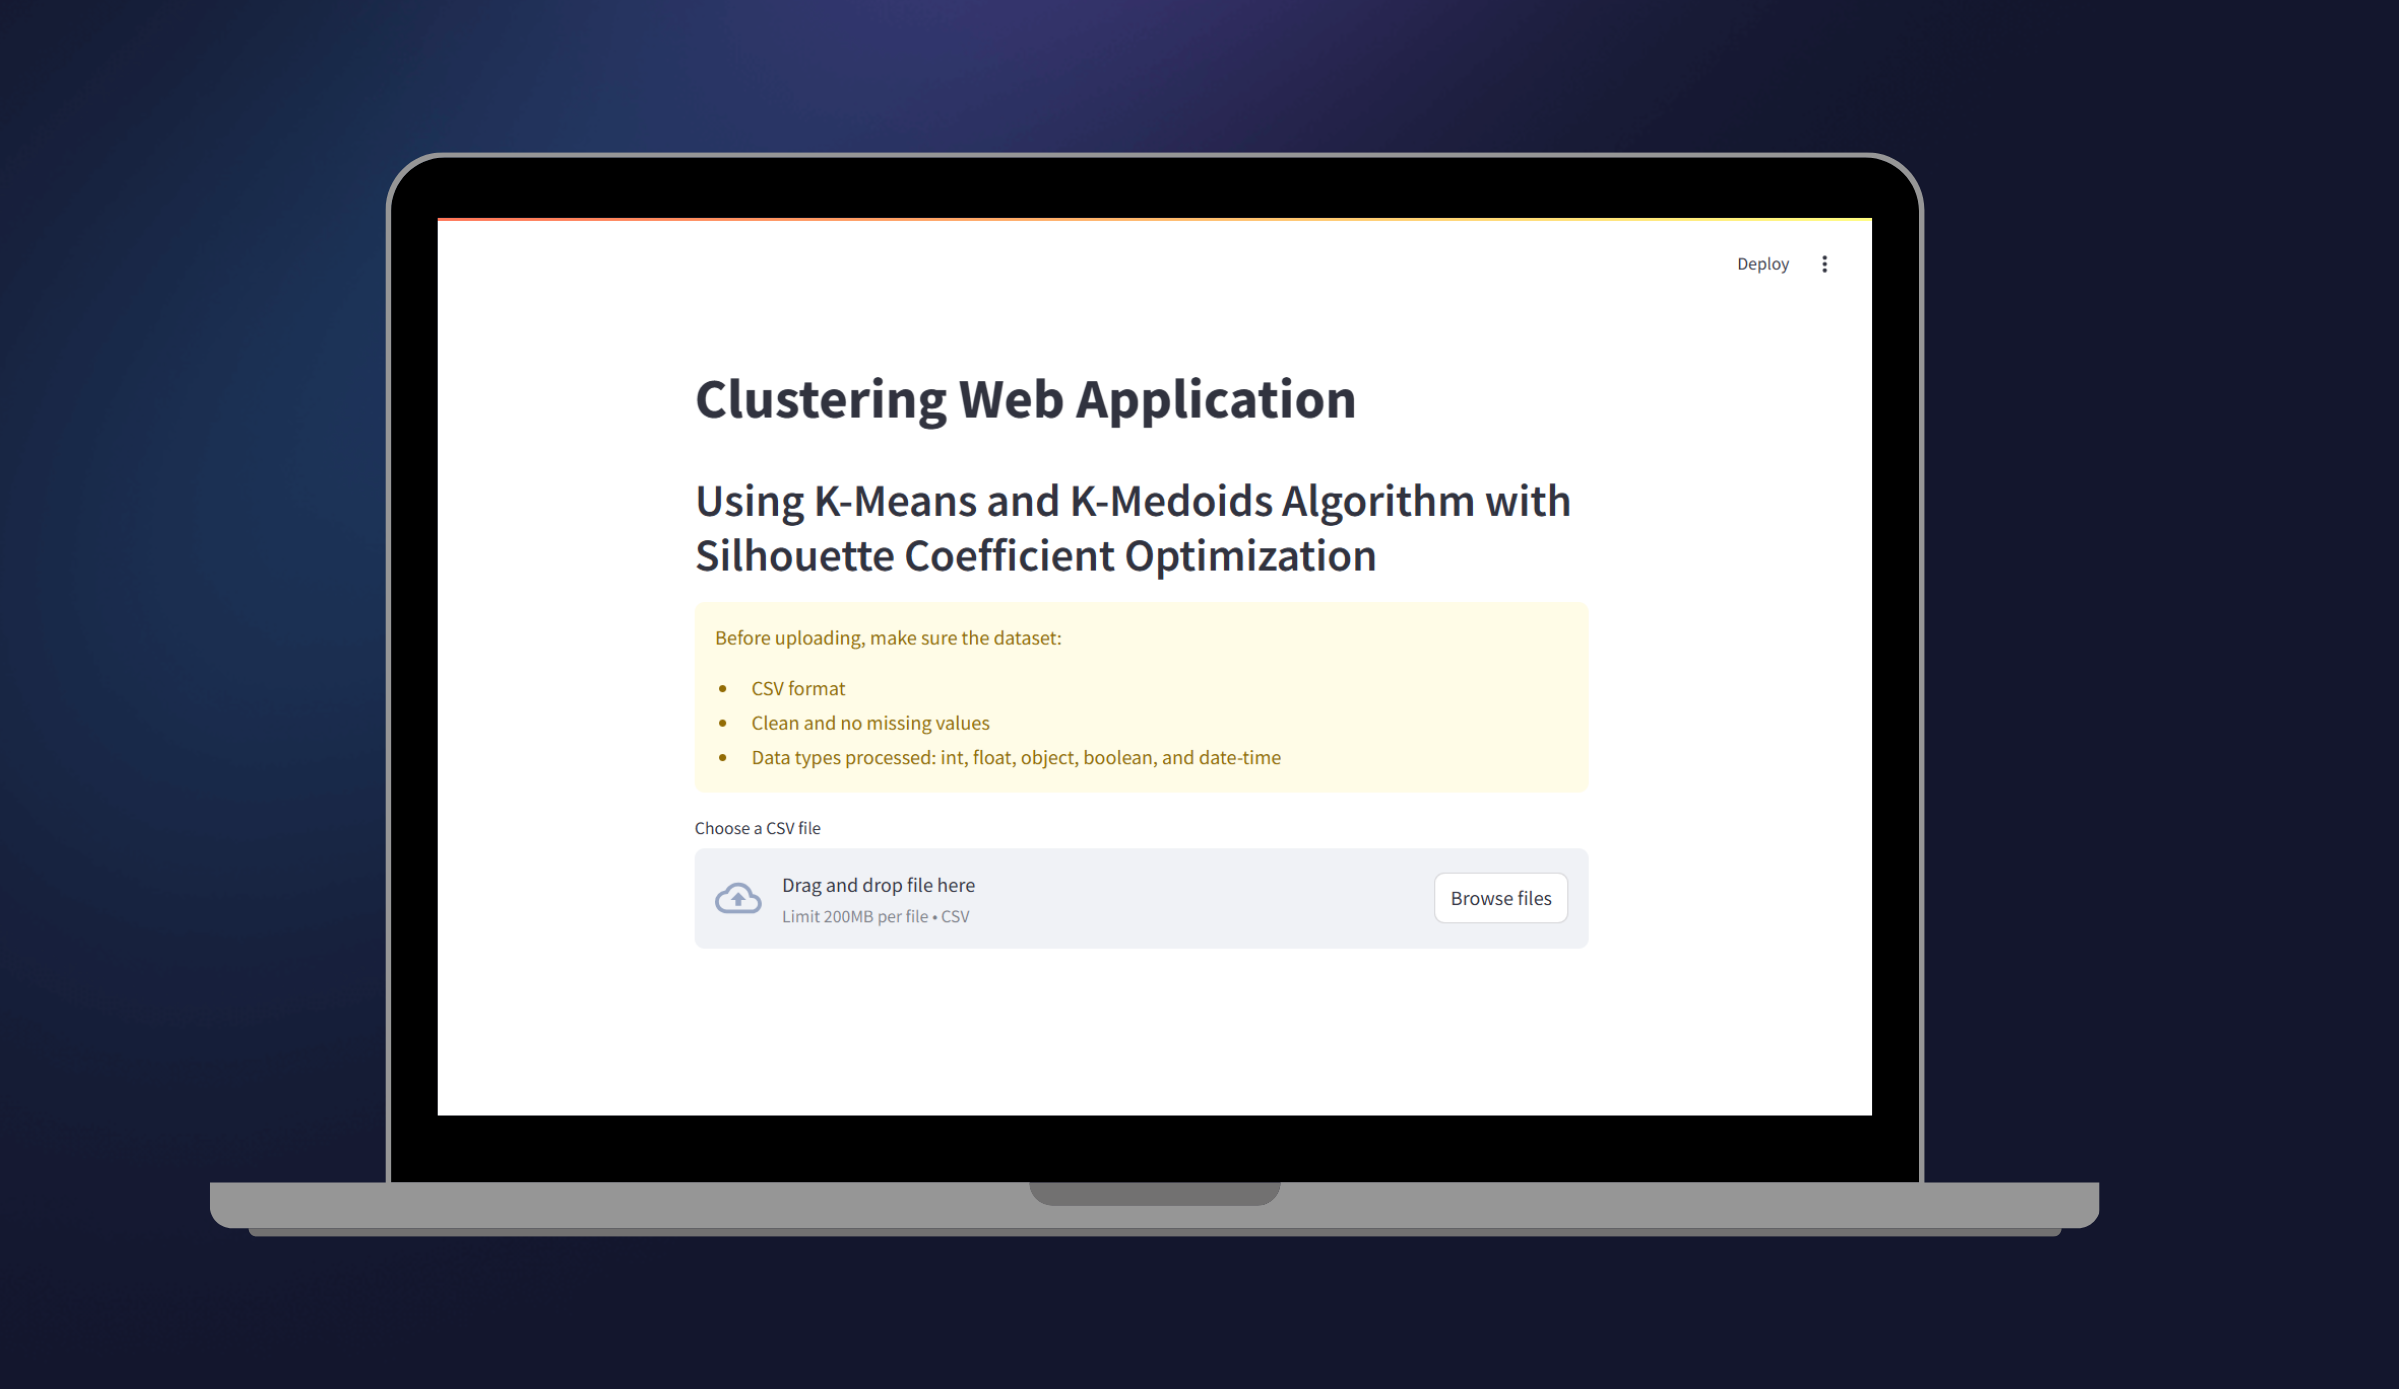 Deploy
Clustering Web Application
Using K-Means and K-Medoids Algorithm with
Silhouette Coefficient Optimization
Before uploading, make sure the dataset:
• CSV format
• Clean and no missing values
• Data types processed: int, float, object, boolean, and date-time
Choose a CSV file
Drag and drop file here
Limit 200MB per file • CSV
Browse files